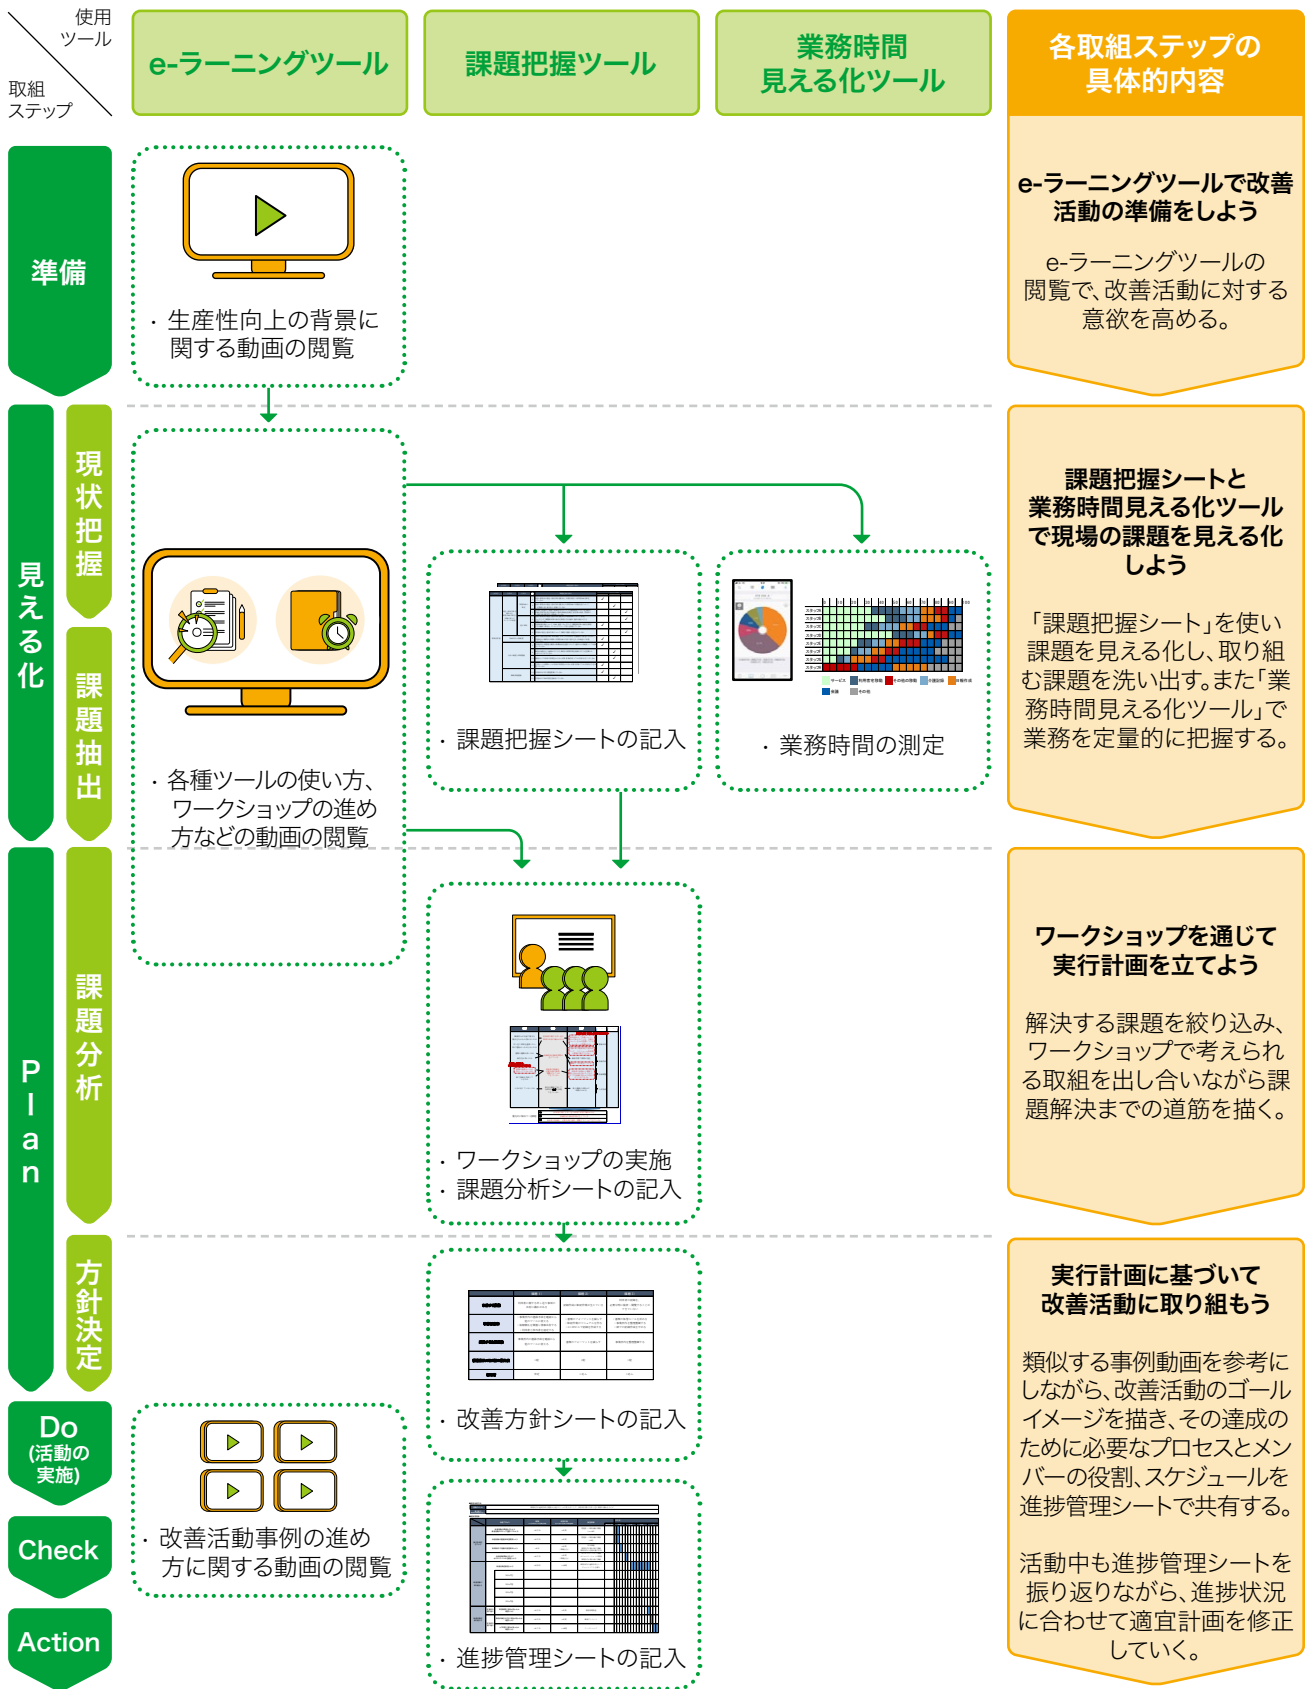 使用
ツール
取組
ステップ
e-ラーニングツール
課題把握ツール
業務時間
見える化ツール
各取組ステップの
具体的内容
準備
・生産性向上の背景に
関する動画の閲覧
e-ラーニングツールで改善
活動の準備をしよう
e-ラーニングツールの
閲覧で、改善活動に対する
意欲を高める。
見える化
現状把握
課題抽出
・各種ツールの使い方、
ワークショップの進め
方などの動画の閲覧
・課題把握シートの記入
サービス
その他
・業務時間の測定
課題把握シートと
業務時間見える化ツール
で現場の課題を見える化
しよう
「課題把握シート」を使い
課題を見える化し、取り組
む課題を洗い出す。また「業
務時間見える化ツール」で
業務を定量的に把握する。
Plan
課題分析
・ワークショップの実施
・課題分析シートの記入
ワークショップを通じて
実行計画を立てよう
解決する課題を絞り込み、
ワークショップで考えられ
る取組を出し合いながら課
題解決までの道筋を描く。
方針決定
・改善方針シートの記入
Do
(活動の
実施)
Check
Action
・改善活動事例の進め
方に関する動画の閲覧
・進捗管理シートの記入
実行計画に基づいて
改善活動に取り組もう
類似する事例動画を参考に
しながら、改善活動のゴール
イメージを描き、その達成の
ために必要なプロセスとメン
バーの役割、スケジュールを
進捗管理シートで共有する。
活動中も進捗管理シートを
振り返りながら、進捗状況
に合わせて適宜計画を修正
していく。